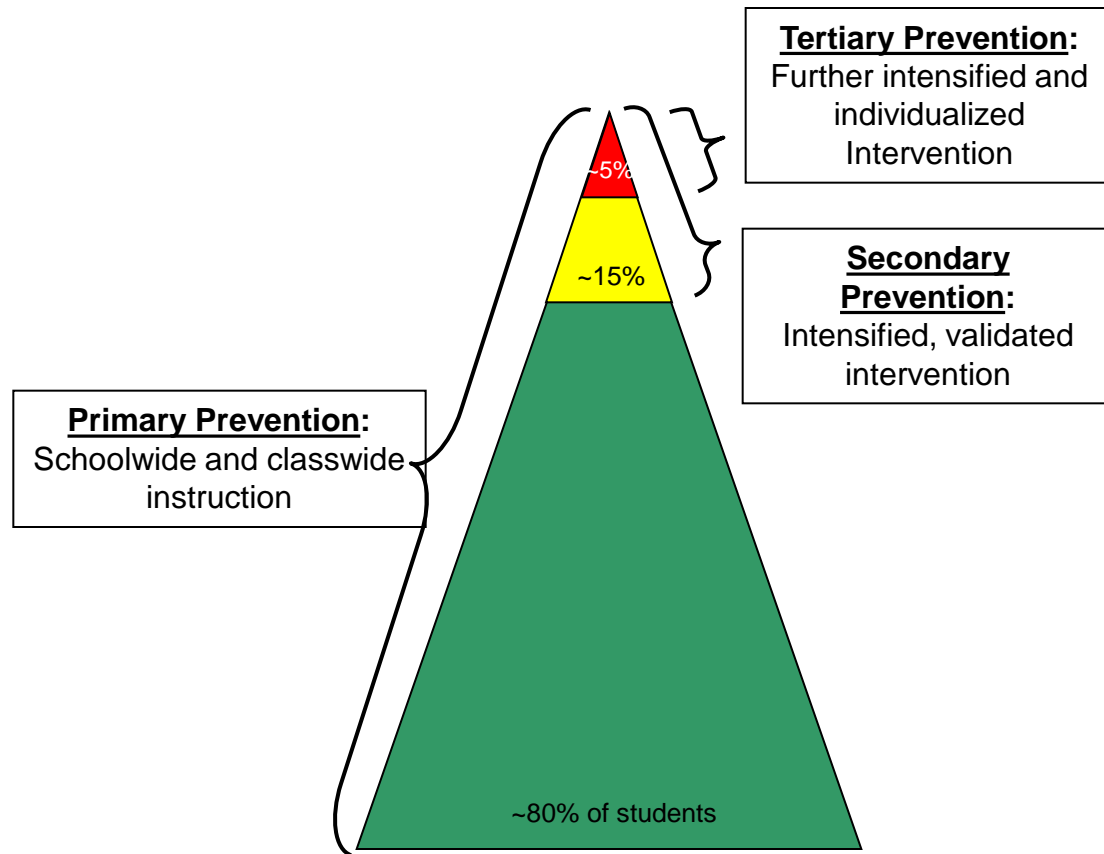 Tertiary Prevention:
Further intensified and
individualized
Intervention
~5%
~15%
Secondary
Prevention:
Intensified, validated
intervention
Primary Prevention:
Schoolwide and classwide
instruction
~80% of students